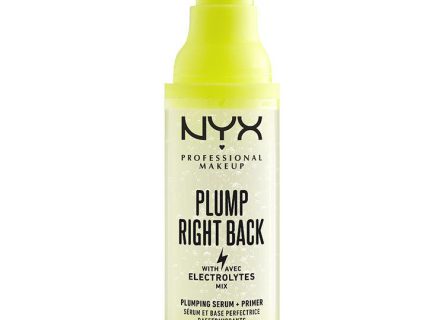 NYX
PROFESSIONAL
MAKEUP
PLUMP
RIGHT BACK
WITH AVEC
ELECTROLYTES
MIX
PLUMPING SERUM + PRIMER
SÉRUM ET BASE PERFECTRICE